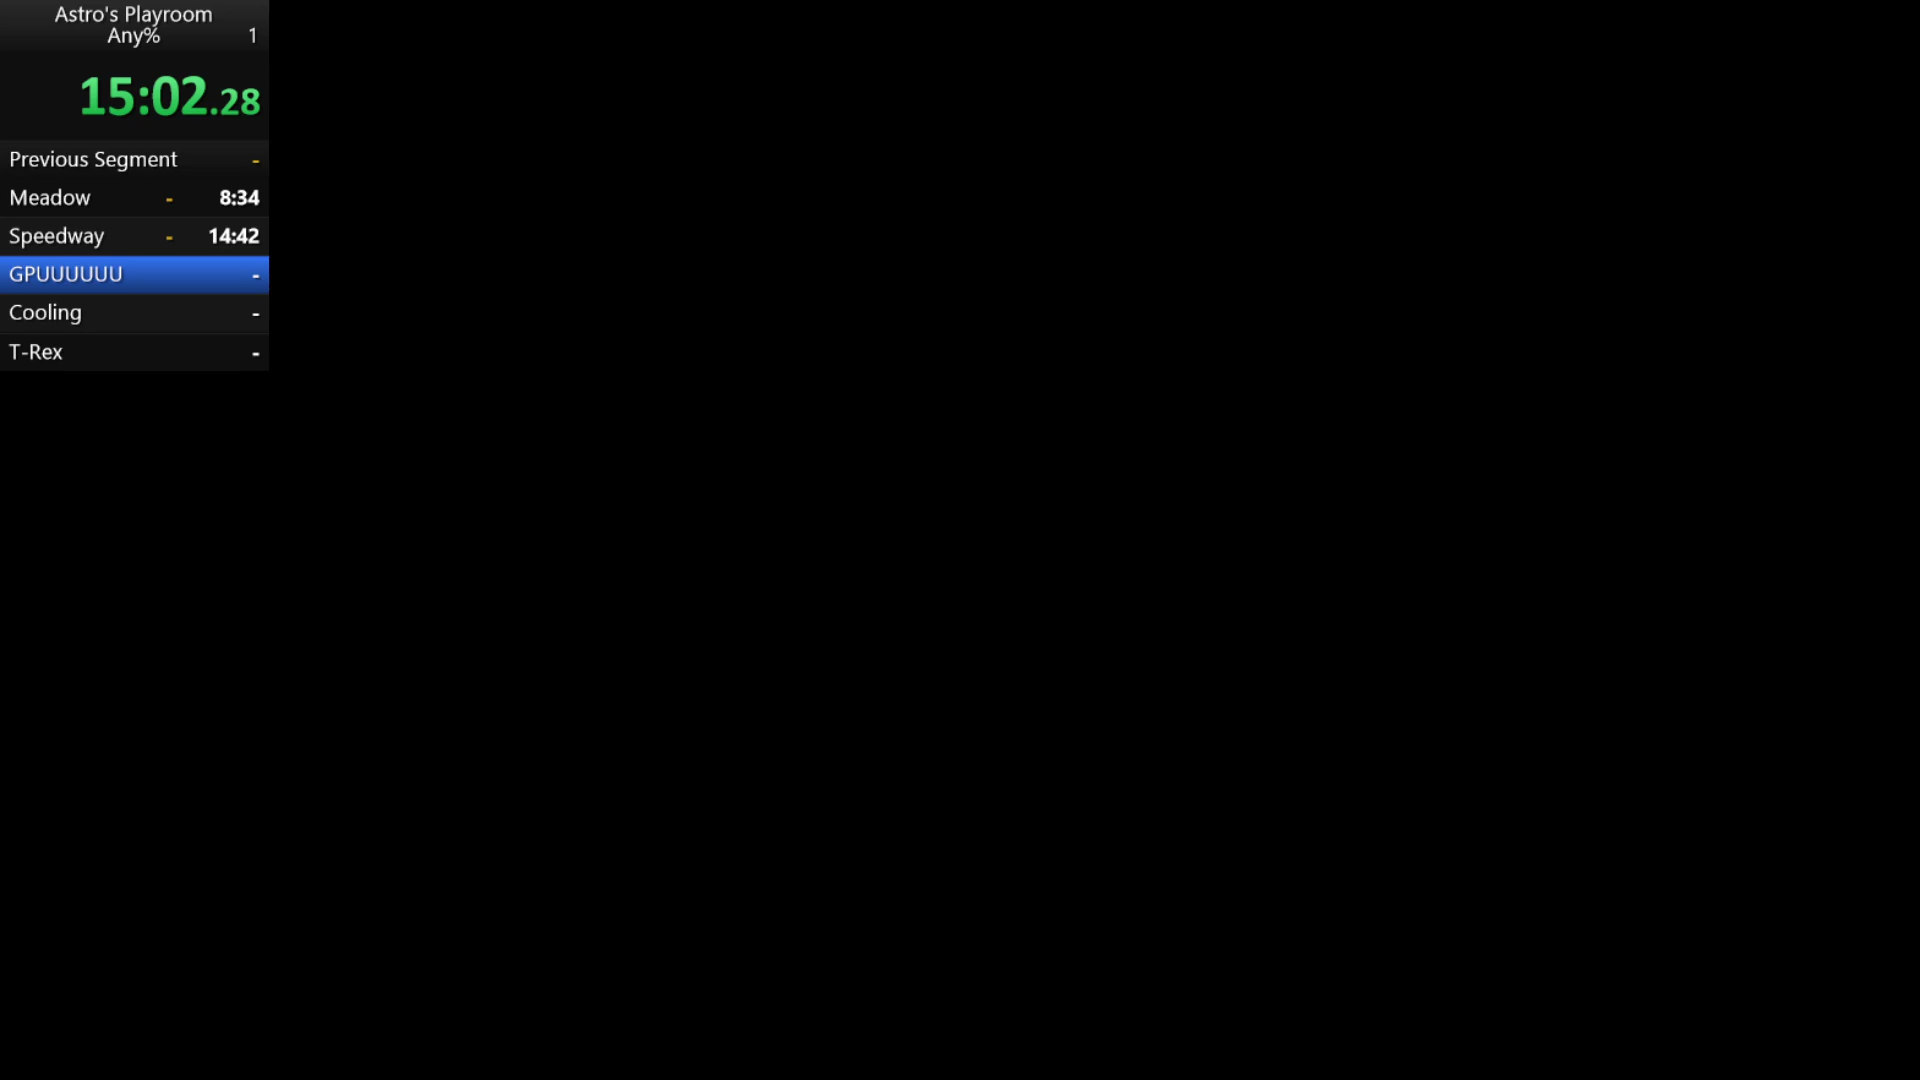 Astro's Playroom
Any% 1
15:02.28
Previous Segment -
Meadow - 8:34
Speedway - 14:42
GPUUUUUU -
Cooling -
T-Rex -